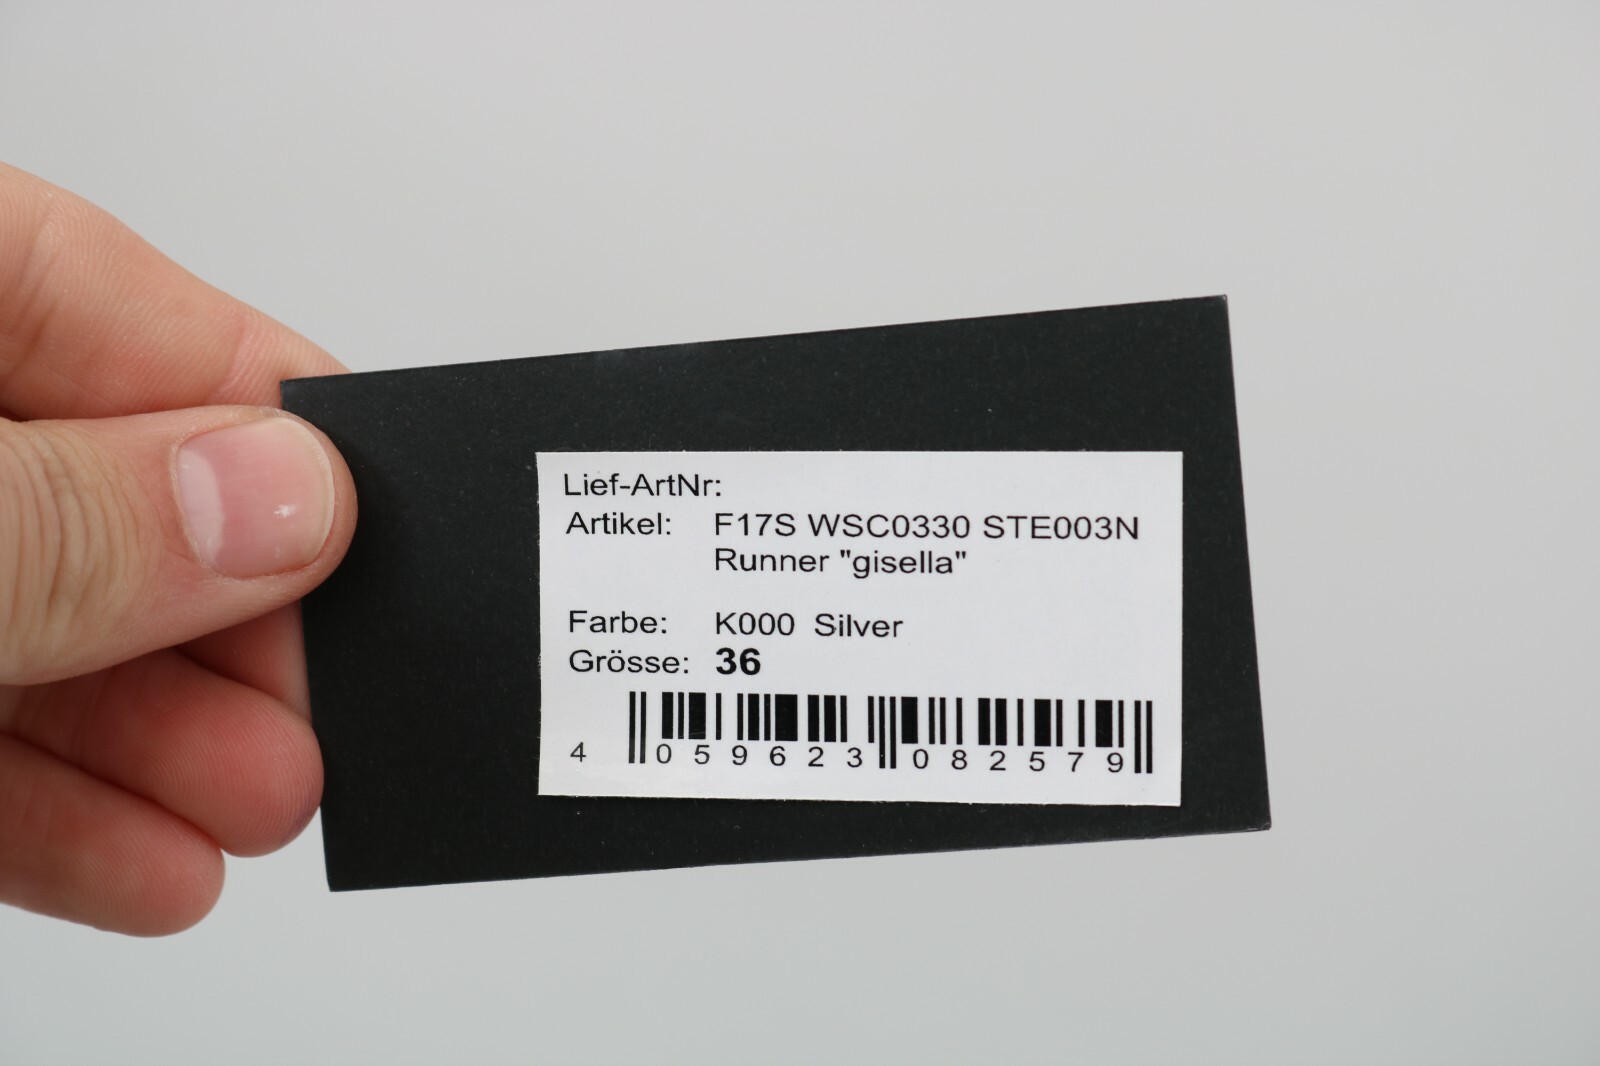 Lief-ArtNr:
Artikel: F17S WSC0330 STE003N
Runner "gisella"
Farbe: K000 Silver
Grösse: 36
4 059623 082579